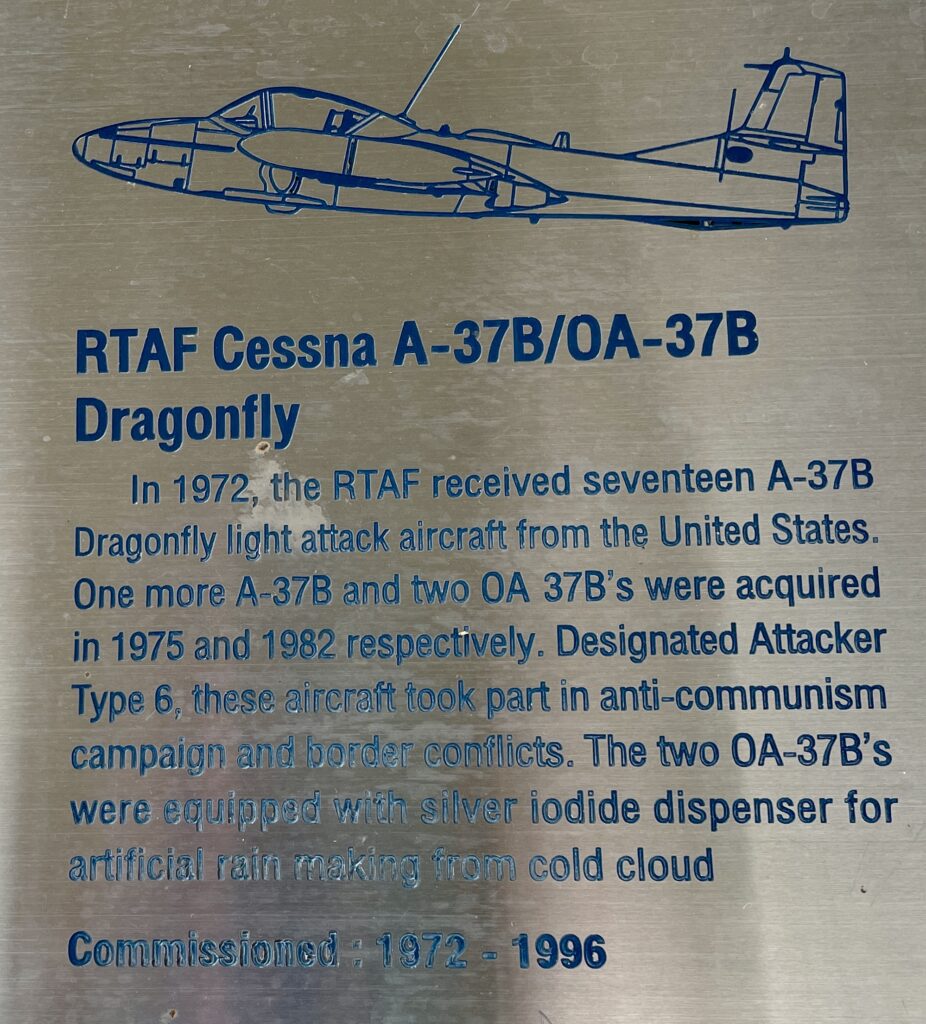 RTAF Cessna A-37B/OA-37B
Dragonfly
In 1972, the RTAF received seventeen A-37B
Dragonfly light attack aircraft from the United States.
One more A-37B and two OA 37B's were acquired
in 1975 and 1982 respectively. Designated Attacker
Type 6, these aircraft took part in anti-communism
campaign and border conflicts. The two OA-37B's
were equipped with silver iodide dispenser for
artificial rain making from cold cloud
Commissioned : 1972 - 1996